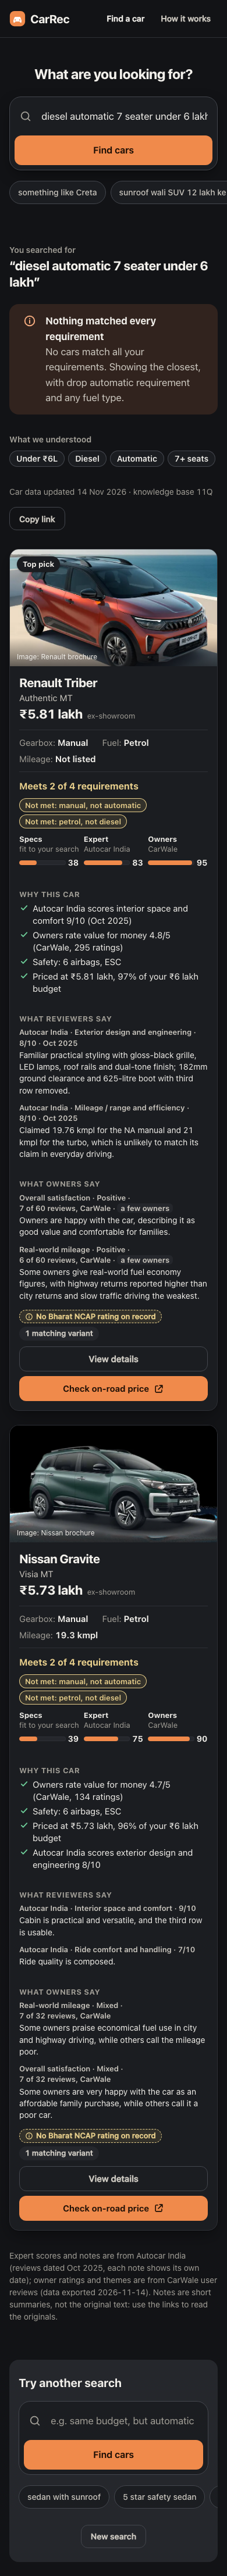 CarRec
Find a car
How it works
What are you looking for?
diesel automatic 7 seater under 6 lakh
Find cars
something like Creta
sunroof wali SUV 12 lakh ke
You searched for
“diesel automatic 7 seater under 6
lakh”
Nothing matched every
requirement
No cars match all your
requirements. Showing the closest,
with drop automatic requirement
and any fuel type.
What we understood
Under ₹6L
Diesel
Automatic
7+ seats
Car data updated 14 Nov 2026 · knowledge base 11Q
Copy link
Top pick
Image: Renault brochure
Renault Triber
Authentic MT
₹5.81 lakh ex-showroom
Gearbox: Manual Fuel: Petrol
Mileage: Not listed
Meets 2 of 4 requirements
Not met: manual, not automatic
Not met: petrol, not diesel
Specs Expert Owners
fit to your search Autocar India CarWale
38 83 95
WHY THIS CAR
Autocar India scores interior space and
comfort 9/10 (Oct 2025)
Owners rate value for money 4.8/5
(CarWale, 295 ratings)
Safety: 6 airbags, ESC
Priced at ₹5.81 lakh, 97% of your ₹6 lakh
budget
WHAT REVIEWERS SAY
Autocar India · Exterior design and engineering ·
8/10 · Oct 2025
Familiar practical styling with gloss-black grille,
LED lamps, roof rails and dual-tone finish; 182mm
ground clearance and 625-litre boot with third
row removed.
Autocar India · Mileage / range and efficiency ·
8/10 · Oct 2025
Claimed 19.76 kmpl for the NA manual and 21
kmpl for the turbo, which is unlikely to match its
claim in everyday driving.
WHAT OWNERS SAY
Overall satisfaction · Positive ·
7 of 60 reviews, CarWale · a few owners
Owners are happy with the car, describing it as
good value and comfortable for families.
Real-world mileage · Positive ·
6 of 60 reviews, CarWale · a few owners
Some owners give real-world fuel economy
figures, with highway returns reported higher than
city returns and slow traffic driving the weakest.
No Bharat NCAP rating on record
1 matching variant
View details
Check on-road price
Image: Nissan brochure
Nissan Gravite
Visia MT
₹5.73 lakh ex-showroom
Gearbox: Manual Fuel: Petrol
Mileage: 19.3 kmpl
Meets 2 of 4 requirements
Not met: manual, not automatic
Not met: petrol, not diesel
Specs Expert Owners
fit to your search Autocar India CarWale
39 75 90
WHY THIS CAR
Owners rate value for money 4.7/5
(CarWale, 134 ratings)
Safety: 6 airbags, ESC
Priced at ₹5.73 lakh, 96% of your ₹6 lakh
budget
Autocar India scores exterior design and
engineering 8/10
WHAT REVIEWERS SAY
Autocar India · Interior space and comfort · 9/10
Cabin is practical and versatile, and the third row
is usable.
Autocar India · Ride comfort and handling · 7/10
Ride quality is composed.
WHAT OWNERS SAY
Real-world mileage · Mixed ·
7 of 32 reviews, CarWale
Some owners praise economical fuel use in city
and highway driving, while others call the mileage
poor.
Overall satisfaction · Mixed ·
7 of 32 reviews, CarWale
Some owners are very happy with the car as an
affordable family purchase, while others call it a
poor car.
No Bharat NCAP rating on record
1 matching variant
View details
Check on-road price
Expert scores and notes are from Autocar India
(reviews dated Oct 2025, each note shows its own
date); owner ratings and themes are from CarWale user
reviews (data exported 2026-11-14). Notes are short
summaries, not the original text: use the links to read
the originals.
Try another search
e.g. same budget, but automatic
Find cars
sedan with sunroof
5 star safety sedan
New search